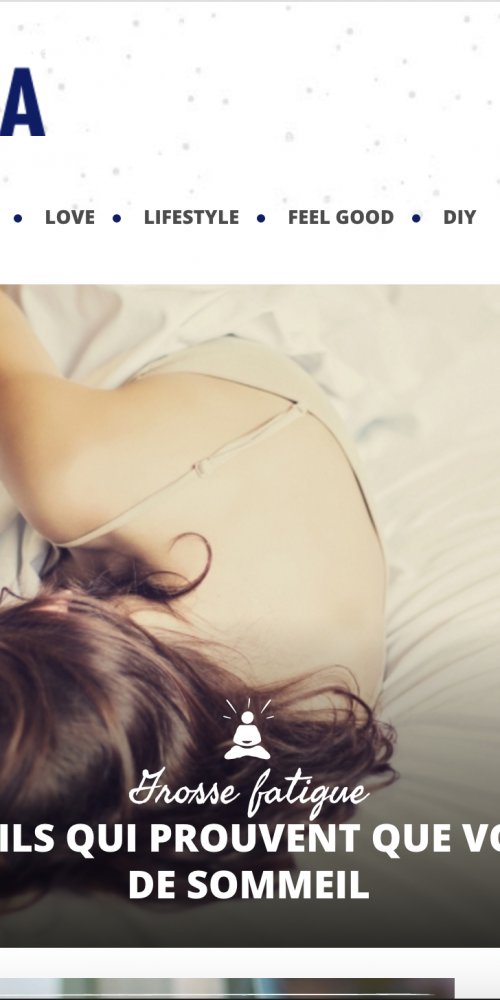 A
• LOVE • LIFESTYLE • FEEL GOOD • DIY
Grosse fatigue
ILS QUI PROUVENT QUE VO
DE SOMMEIL